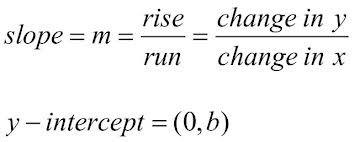 slope = m = rise/run = change in y/change in x
y − intercept = (0, b)